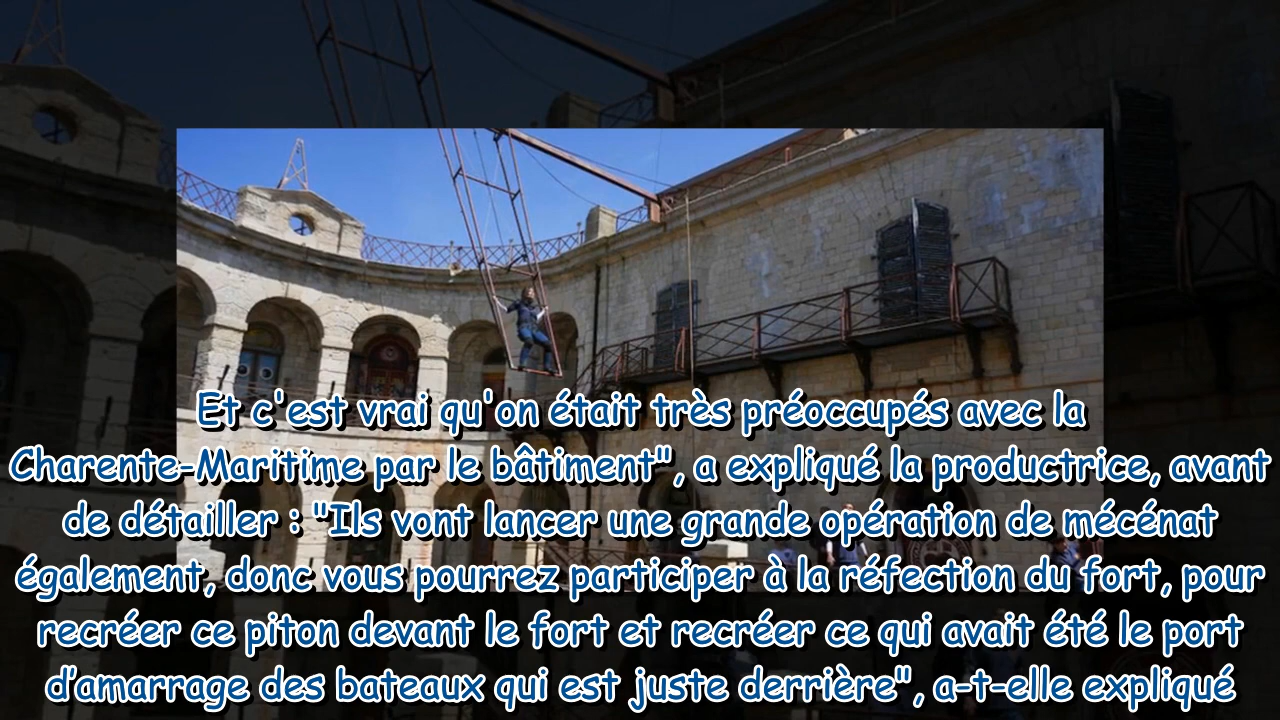 Et c'est vrai qu'on était très préoccupés avec la
Charente-Maritime par le bâtiment", a expliqué la productrice, avant
de détailler : "Ils vont lancer une grande opération de mécénat
également, donc vous pourrez participer à la réfection du fort, pour
recréer ce piton devant le fort et recréer ce qui avait été le port
d'amarrage des bateaux qui est juste derrière", a-t-elle expliqué